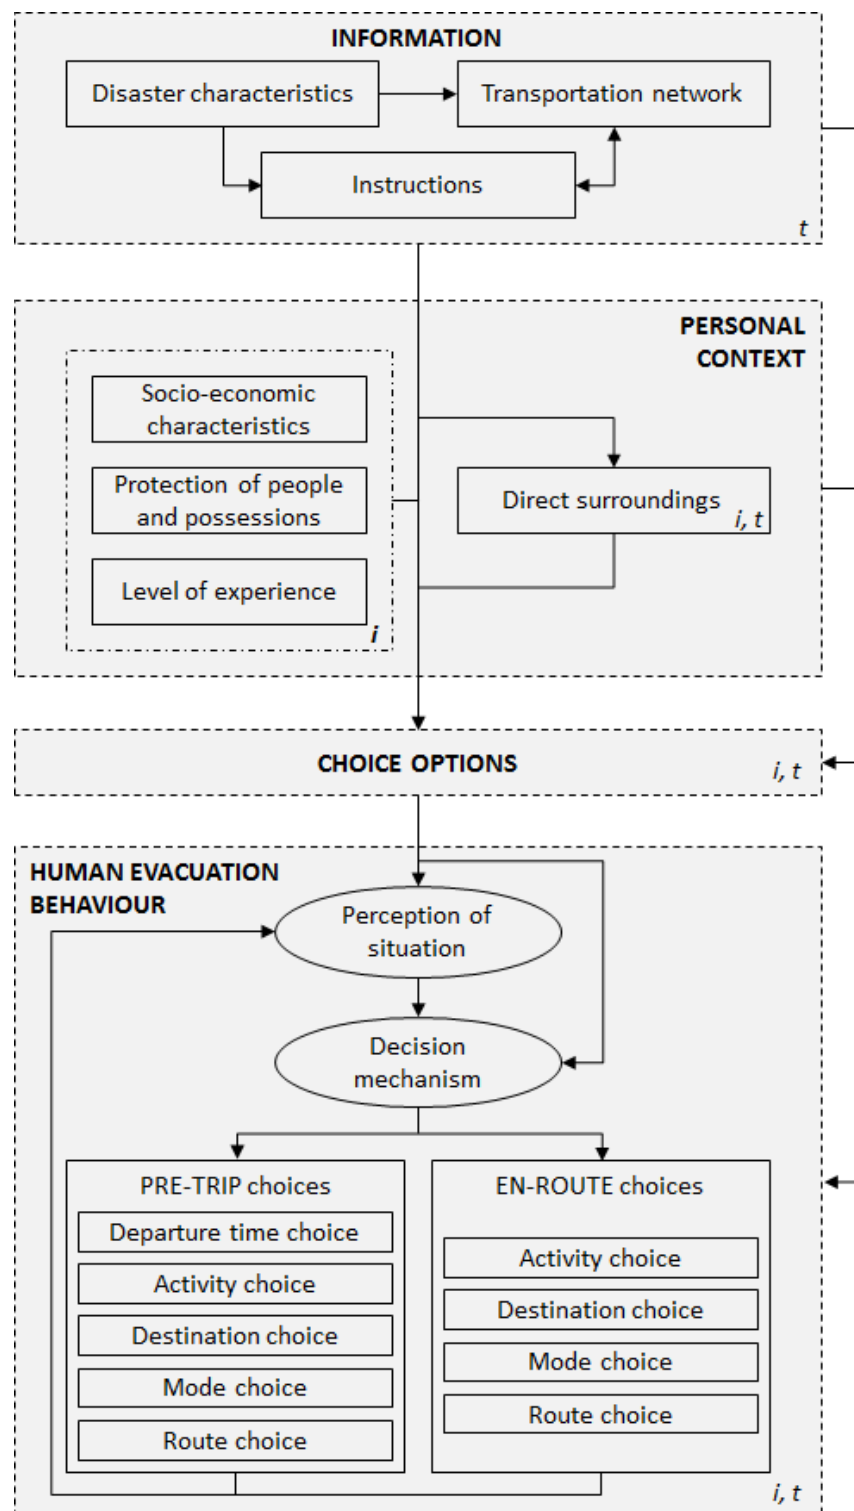 INFORMATION
Disaster characteristics
Transportation network
Instructions
t
PERSONAL
CONTEXT
Socio-economic
characteristics
Protection of people
and possessions
Level of experience
i
Direct surroundings
i, t
CHOICE OPTIONS
i, t
HUMAN EVACUATION
BEHAVIOUR
Perception of
situation
Decision
mechanism
PRE-TRIP choices
Departure time choice
Activity choice
Destination choice
Mode choice
Route choice
EN-ROUTE choices
Activity choice
Destination choice
Mode choice
Route choice
i, t